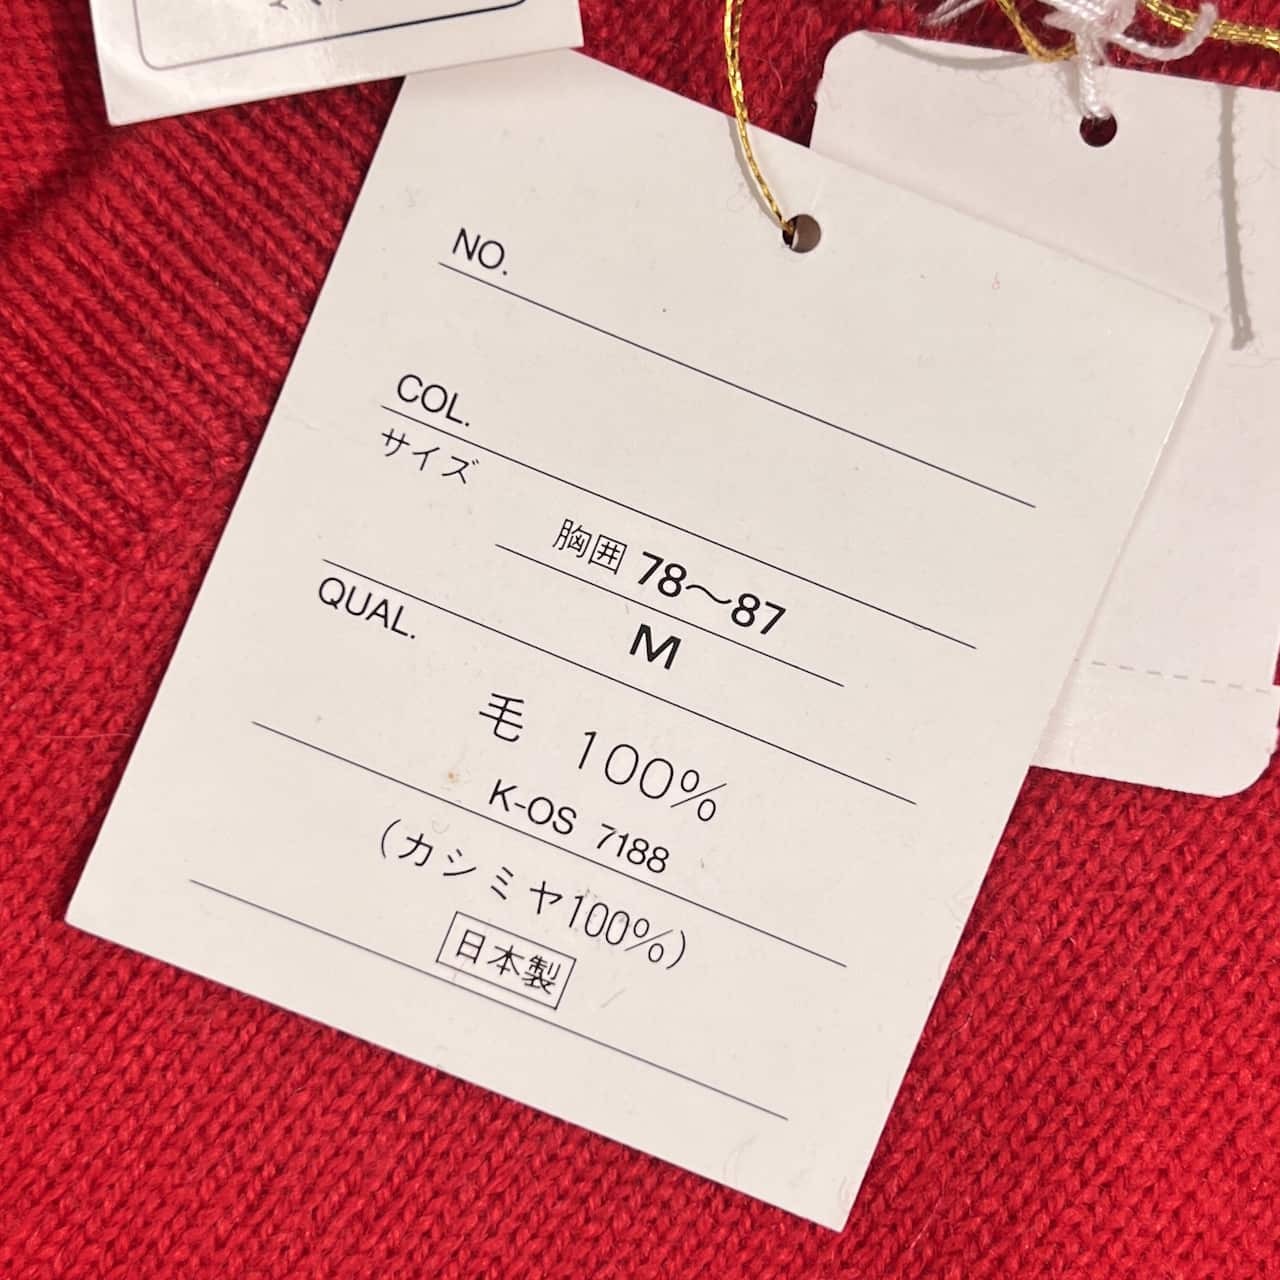 NO.
COL.
サイズ
胸囲 78〜87
M
QUAL.
毛 100%
K-OS 7188
(カシミヤ100%)
日本製